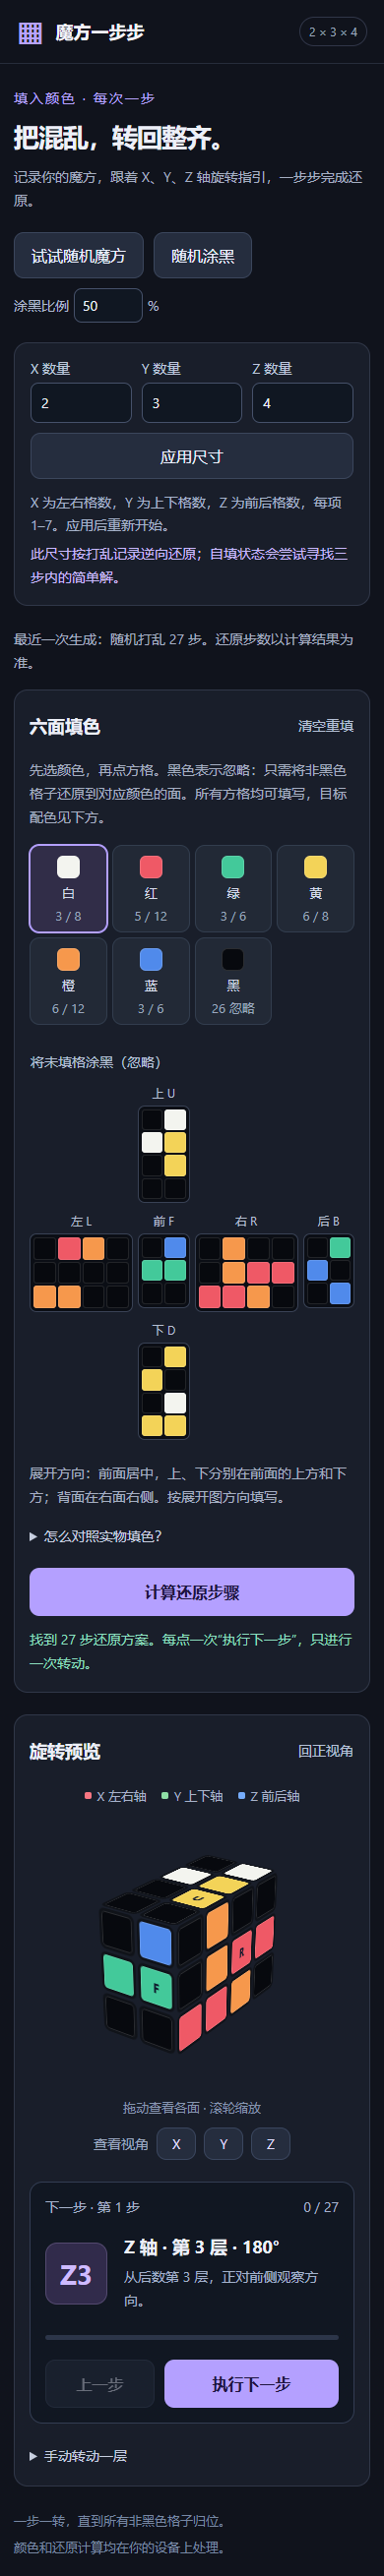 魔方一步步
2 × 3 × 4
填入颜色 · 每次一步
把混乱，转回整齐。
记录你的魔方，跟着 X、Y、Z 轴旋转指引，一步步完成还
原。
试试随机魔方
随机涂黑
涂黑比例 50 %
X 数量 Y 数量 Z 数量
2 3 4
应用尺寸
X 为左右格数，Y 为上下格数，Z 为前后格数，每项
1–7。应用后重新开始。
此尺寸按打乱记录逆向还原；自填状态会尝试寻找三
步内的简单解。
最近一次生成：随机打乱 27 步。还原步数以计算结果为
准。
六面填色
清空重填
先选颜色，再点方格。黑色表示忽略：只需将非黑色
格子还原到对应颜色的面。所有方格均可填写，目标
配色见下方。
白 红 绿 黄
3 / 8 5 / 12 3 / 6 6 / 8
橙 蓝 黑
6 / 12 3 / 6 26 忽略
将未填格涂黑（忽略）
上 U
左 L 前 F 右 R 后 B
下 D
展开方向：前面居中，上、下分别在前面的上方和下
方；背面在右面右侧。按展开图方向填写。
▶ 怎么对照实物填色？
计算还原步骤
找到 27 步还原方案。每点一次“执行下一步”，只进行
一次转动。
旋转预览
回正视角
X 左右轴 Y 上下轴 Z 前后轴
U
F R
拖动查看各面 · 滚轮缩放
查看视角 X Y Z
下一步 · 第 1 步
0 / 27
Z3
Z 轴 · 第 3 层 · 180°
从后数第 3 层，正对前侧观察方
向。
上一步
执行下一步
▶ 手动转动一层
一步一转，直到所有非黑色格子归位。
颜色和还原计算均在你的设备上处理。